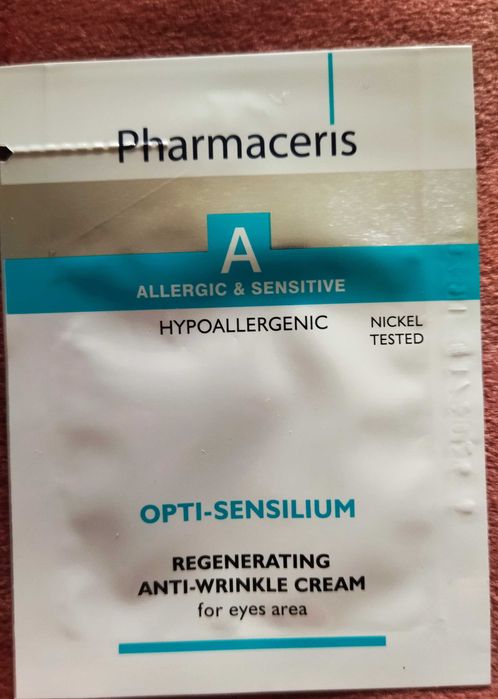 Pharmaceris
A
ALLERGIC & SENSITIVE
HYPOALLERGENIC
NICKEL
TESTED
OPTI-SENSILIUM
REGENERATING
ANTI-WRINKLE CREAM
for eyes area